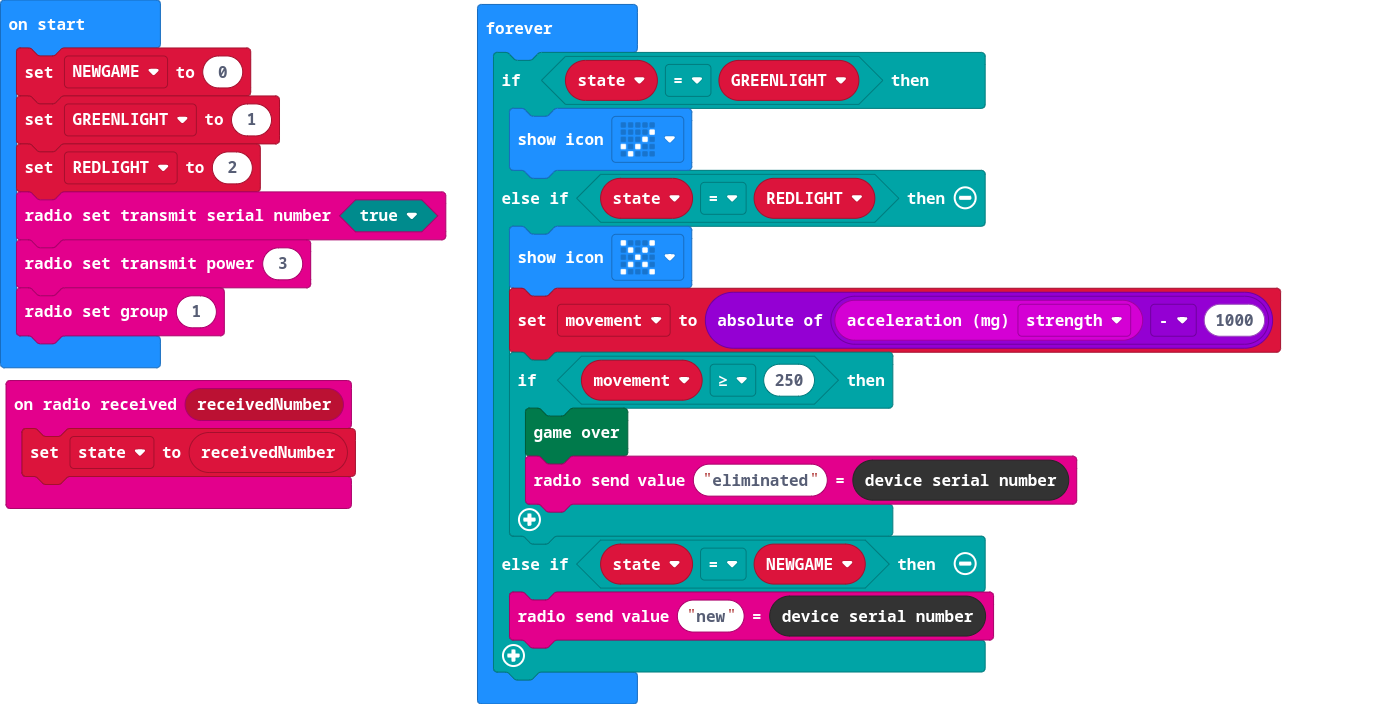 on start
set NEWGAME to 0
set GREENLIGHT to 1
set REDLIGHT to 2
radio set transmit serial number true
radio set transmit power 3
radio set group 1
on radio received receivedNumber
set state to receivedNumber
forever
if state = GREENLIGHT then
show icon
else if state = REDLIGHT then
show icon
set movement to absolute of acceleration (mg) strength - 1000
if movement ≥ 250 then
game over
radio send value "eliminated" = device serial number
else if state = NEWGAME then
radio send value "new" = device serial number